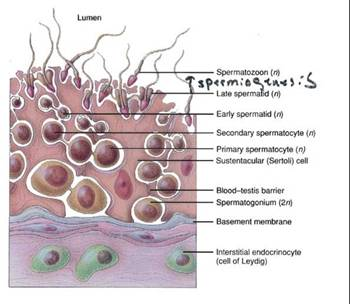 Lumen
Spermatozoon (n)
spermiogenesis
Late spermatid (n)
Early spermatid (n)
Secondary spermatocyte (n)
Primary spermatocyte (n)
Sustentacular (Sertoli) cell
Blood–testis barrier
Spermatogonium (2n)
Basement membrane
Interstitial endocrinocyte
(cell of Leydig)